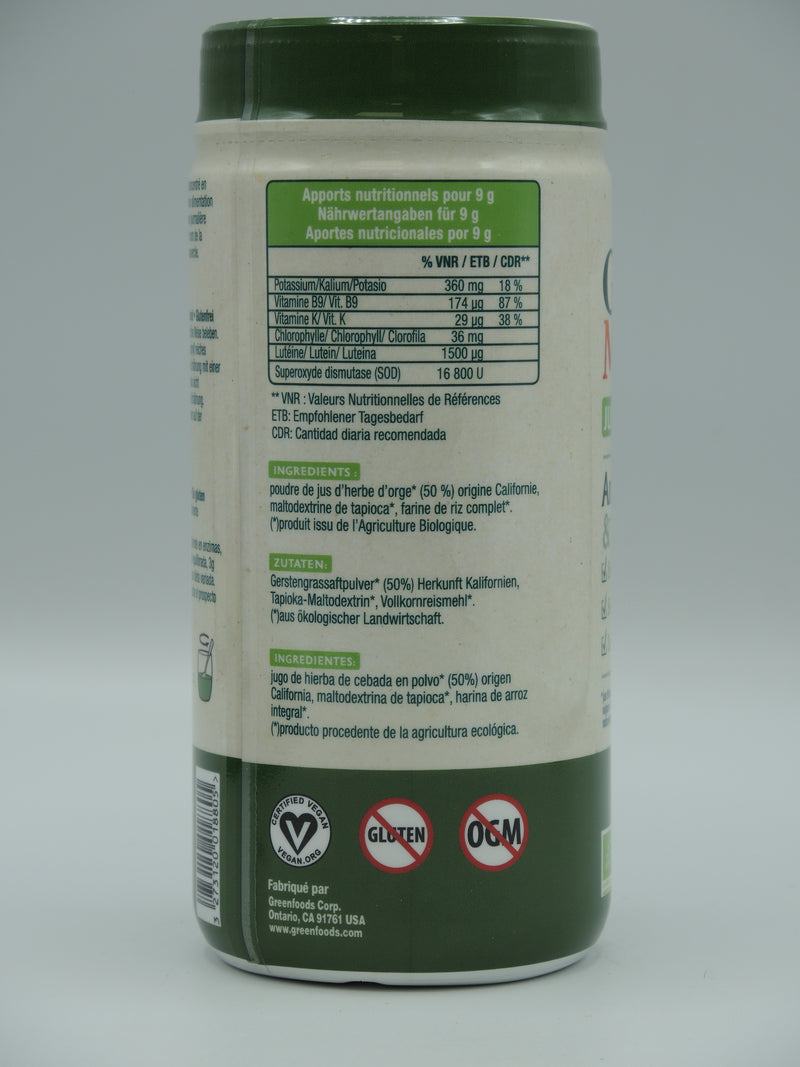 Apports nutritionnels pour 9 g
Nährwertangaben für 9 g
Aportes nutricionales por 9 g
% VNR / ETB / CDR**
Potassium/Kalium/Potasio 360 mg 18 %
Vitamine B9/ Vit. B9 174 µg 87 %
Vitamine K/ Vit. K 29 µg 38 %
Chlorophylle/ Chlorophyll/ Clorofila 36 mg
Lutéine/ Lutein/ Luteina 1500 µg
Superoxyde dismutase (SOD) 16 800 U
** VNR : Valeurs Nutritionnelles de Références
ETB: Empfohlener Tagesbedarf
CDR: Cantidad diaria recomendada
INGREDIENTS :
poudre de jus d'herbe d'orge* (50 %) origine Californie,
maltodextrine de tapioca*, farine de riz complet*.
(*)produit issu de l'Agriculture Biologique.
ZUTATEN:
Gerstengrassaftpulver* (50%) Herkunft Kalifornien,
Tapioka-Maltodextrin*, Vollkornreismehl*.
(*)aus ökologischer Landwirtschaft.
INGREDIENTES:
jugo de hierba de cebada en polvo* (50%) origen
California, maltodextrina de tapioca*, harina de arroz
integral*.
(*)producto procedente de la agricultura ecológica.
CERTIFIED VEGAN
VEGAN.ORG
GLUTEN
OGM
Fabriqué par
Greenfoods Corp.
Ontario, CA 91761 USA
www.greenfoods.com
3 273120 018805 >